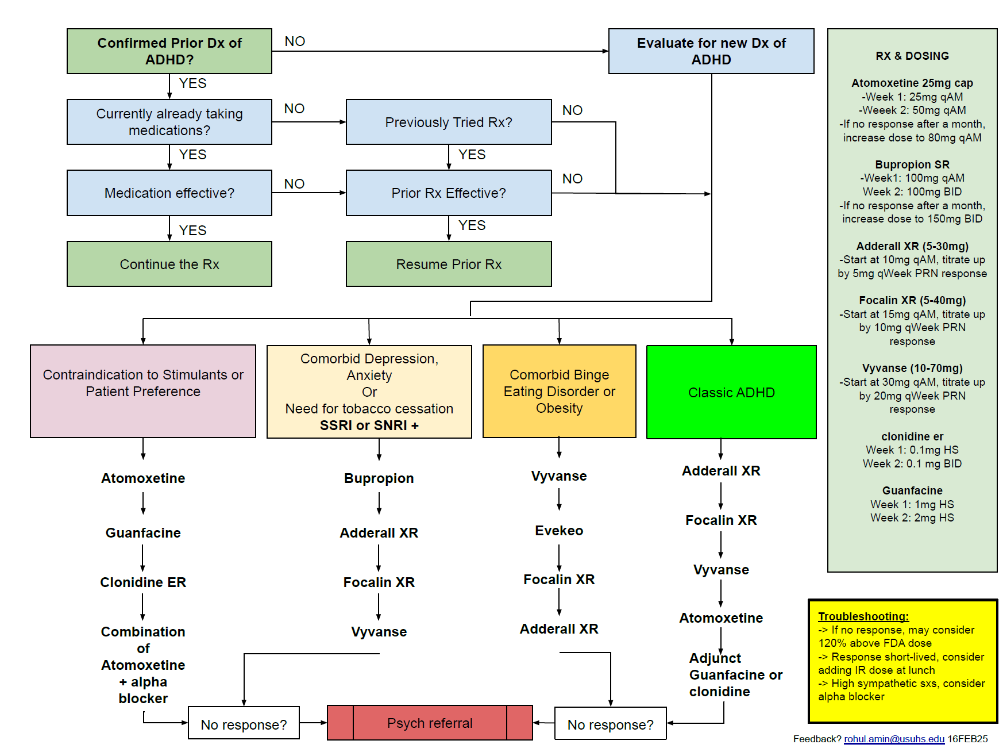 Confirmed Prior Dx of
ADHD?
NO
Evaluate for new Dx of
ADHD
YES
Currently already taking
medications?
NO
Previously Tried Rx?
NO
YES
YES
Medication effective?
NO
Prior Rx Effective?
NO
YES
YES
Continue the Rx
Resume Prior Rx
Contraindication to Stimulants or
Patient Preference
Atomoxetine
Guanfacine
Clonidine ER
Combination
of
Atomoxetine
+ alpha
blocker
Comorbid Depression,
Anxiety
Or
Need for tobacco cessation
SSRI or SNRI +
Bupropion
Adderall XR
Focalin XR
Vyvanse
Comorbid Binge
Eating Disorder or
Obesity
Vyvanse
Evekeo
Focalin XR
Adderall XR
Classic ADHD
Adderall XR
Focalin XR
Vyvanse
Atomoxetine
Adjunct
Guanfacine or
clonidine
No response?
Psych referral
No response?
RX & DOSING
Atomoxetine 25mg cap
-Week 1: 25mg qAM
-Weeek 2: 50mg qAM
-If no response after a month,
increase dose to 80mg qAM
Bupropion SR
-Week1: 100mg qAM
Week 2: 100mg BID
-If no response after a month,
increase dose to 150mg BID
Adderall XR (5-30mg)
-Start at 10mg qAM, titrate up
by 5mg qWeek PRN response
Focalin XR (5-40mg)
-Start at 15mg qAM, titrate up
by 10mg qWeek PRN
response
Vyvanse (10-70mg)
-Start at 30mg qAM, titrate up
by 20mg qWeek PRN
response
clonidine er
Week 1: 0.1mg HS
Week 2: 0.1 mg BID
Guanfacine
Week 1: 1mg HS
Week 2: 2mg HS
Troubleshooting:
-> If no response, may consider
120% above FDA dose
-> Response short-lived, consider
adding IR dose at lunch
-> High sympathetic sxs, consider
alpha blocker
Feedback? rohul.amin@usuhs.edu 16FEB25